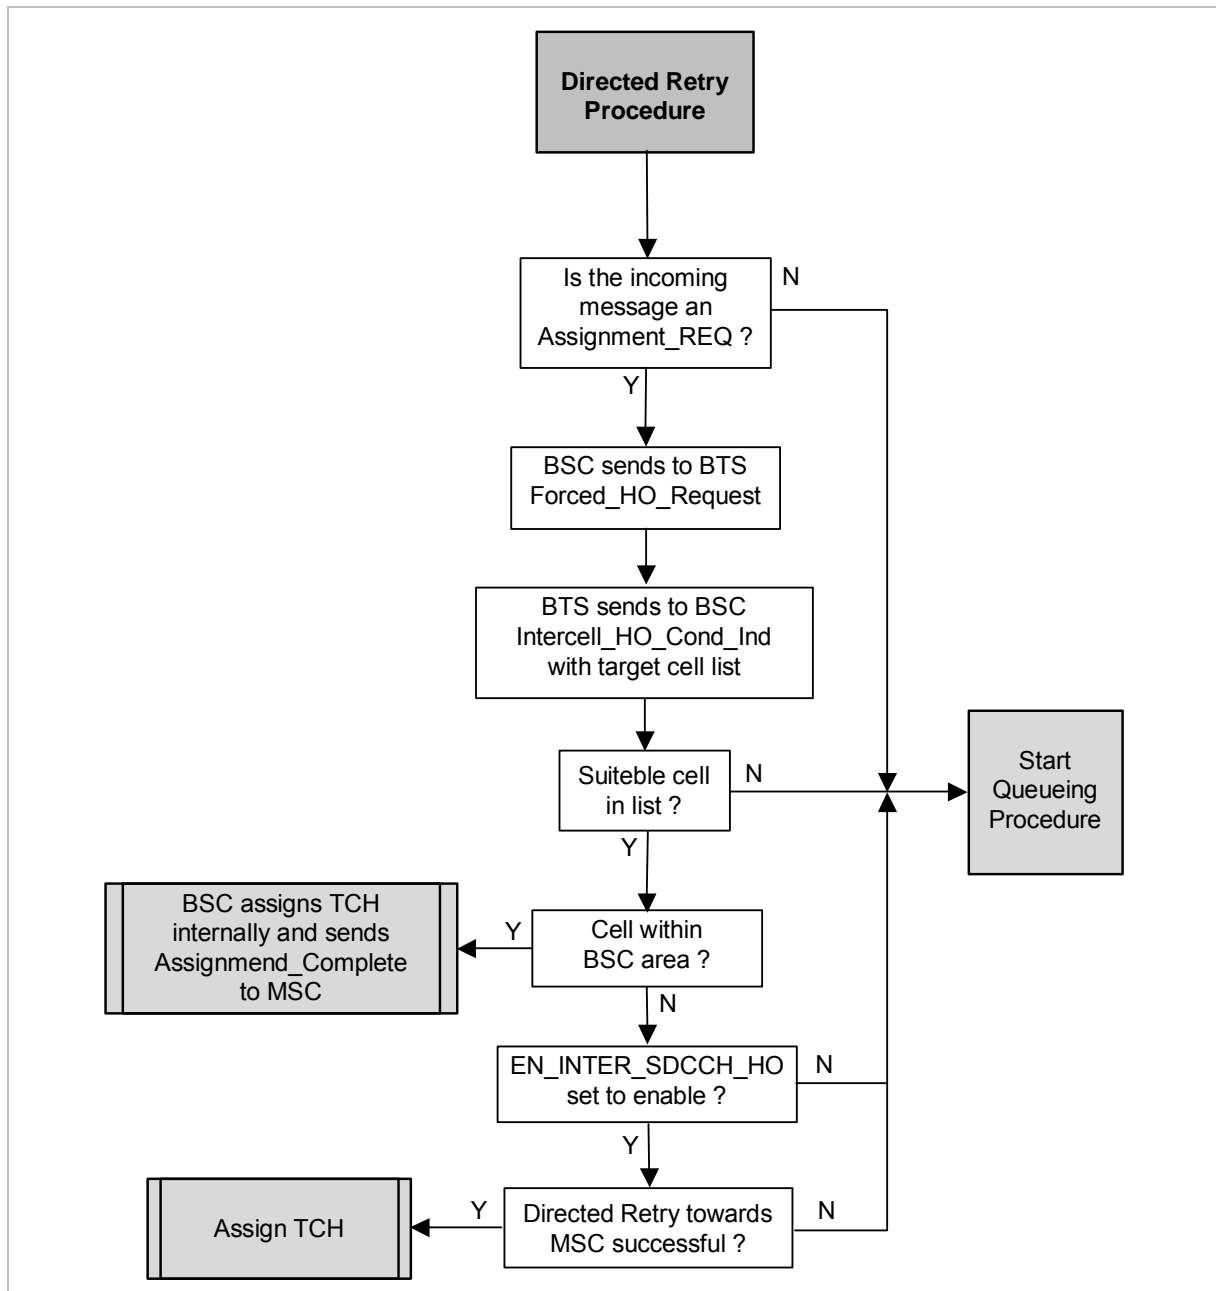 Directed Retry
Procedure
Is the incoming
message an
Assignment_REQ ?
N
Y
BSC sends to BTS
Forced_HO_Request
BTS sends to BSC
Intercell_HO_Cond_Ind
with target cell list
Suiteble cell
in list ?
N
Start
Queueing
Procedure
Y
BSC assigns TCH
internally and sends
Assignmend_Complete
to MSC
Y
Cell within
BSC area ?
N
EN_INTER_SDCCH_HO
set to enable ?
N
Y
Assign TCH
Y
Directed Retry towards
MSC successful ?
N